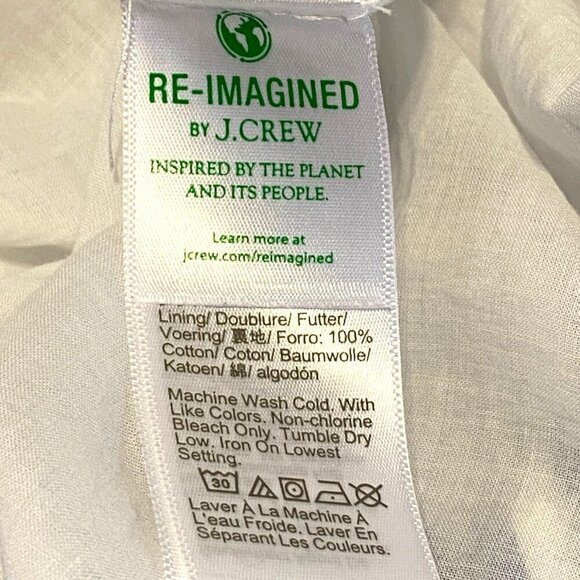 RE-IMAGINED
BY J.CREW
INSPIRED BY THE PLANET
AND ITS PEOPLE.
Learn more at
jcrew.com/reimagined
Lining/ Doublure/ Futter/
Voering/ 裏地/ Forro: 100%
Cotton/ Coton/ Baumwolle/
Katoen/ 綿/ algodón
Machine Wash Cold. With
Like Colors. Non-chlorine
Bleach Only. Tumble Dry
Low. Iron On Lowest
Setting.
30
Laver À La Machine À
L'eau Froide. Laver En
Séparant Les Couleurs.